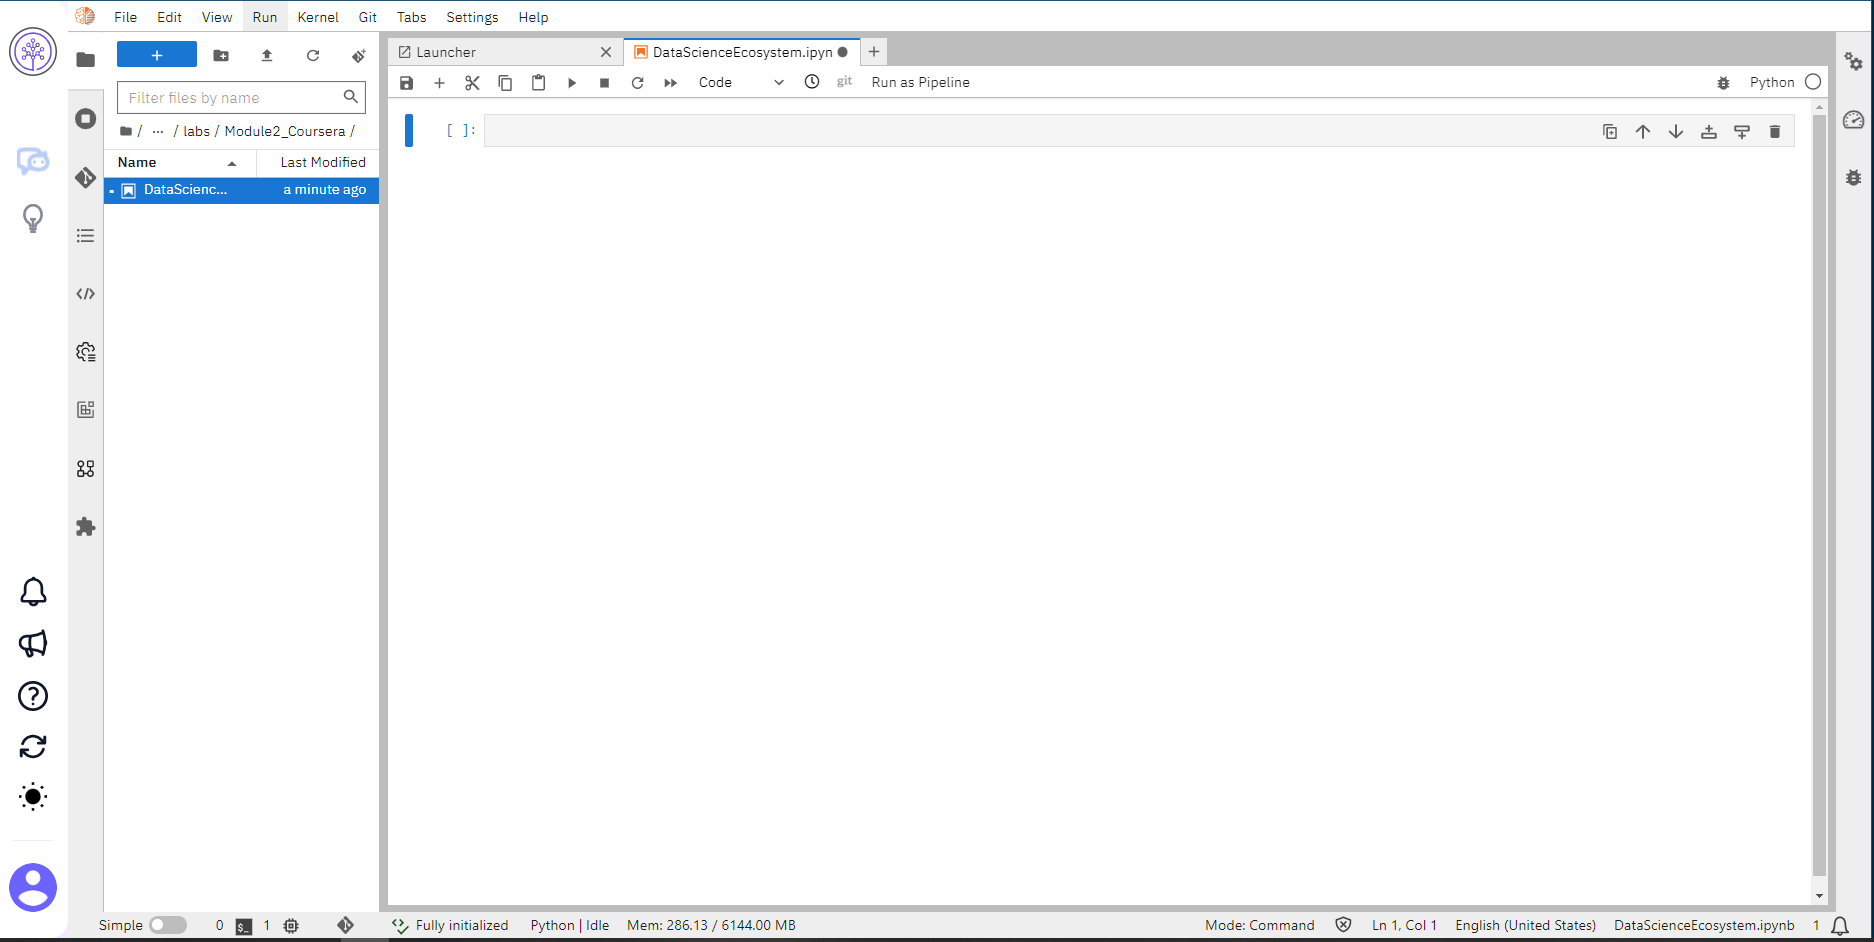 File Edit View Run Kernel Git Tabs Settings Help
Launcher
DataScienceEcosystem.ipyn
Code
git
Run as Pipeline
Python
Filter files by name
/ ... / labs / Module2_Coursera /
Name Last Modified
DataScienc... a minute ago
[ ]:
Simple 0 $_ 1 Fully initialized Python | Idle Mem: 286.13 / 6144.00 MB Mode: Command Ln 1, Col 1 English (United States) DataScienceEcosystem.ipynb 1